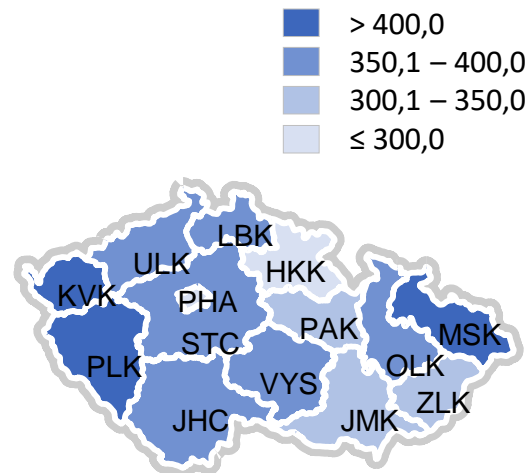 > 400,0
350,1 – 400,0
300,1 – 350,0
≤ 300,0
LBK
ULK
HKK
KVK
PHA
PAK
STC
MSK
PLK
OLK
VYS
ZLK
JHC
JMK